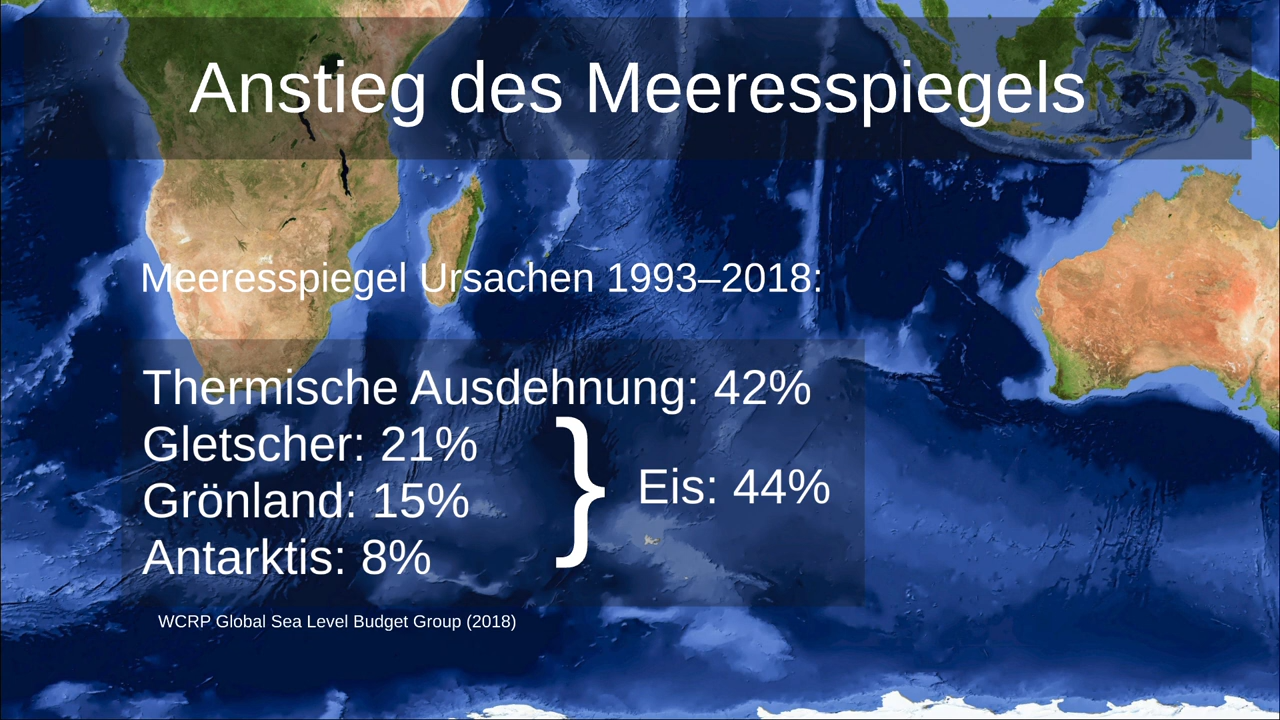 Anstieg des Meeresspiegels
Meeresspiegel Ursachen 1993–2018:
Thermische Ausdehnung: 42%
Gletscher: 21%
Grönland: 15%
Antarktis: 8%
} Eis: 44%
WCRP Global Sea Level Budget Group (2018)